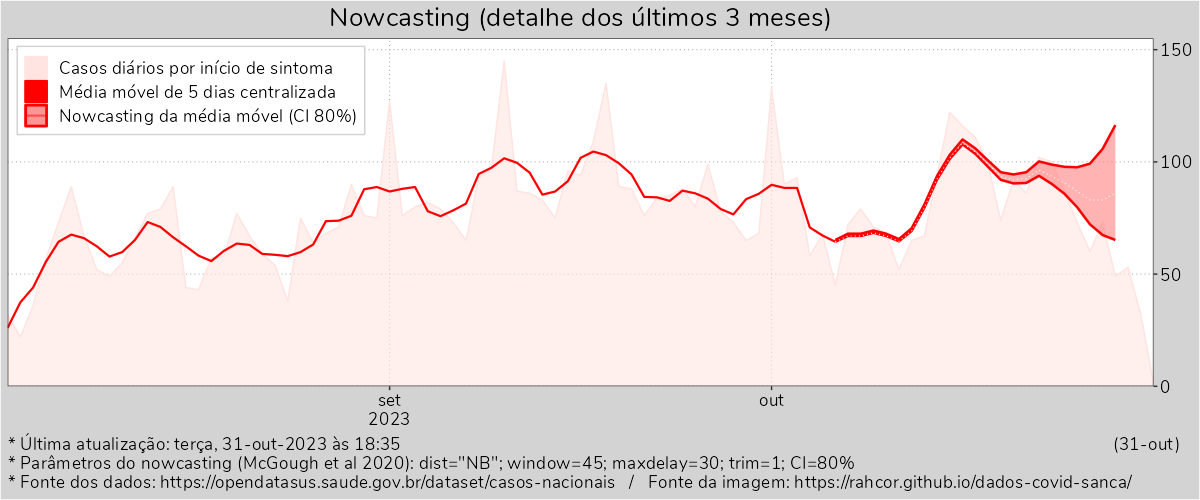 Nowcasting (detalhe dos últimos 3 meses)
Casos diários por início de sintoma
Média móvel de 5 dias centralizada
Nowcasting da média móvel (CI 80%)
150
100
50
0
set
2023
out
* Última atualização: terça, 31-out-2023 às 18:35
(31-out)
* Parâmetros do nowcasting (McGough et al 2020): dist="NB"; window=45; maxdelay=30; trim=1; CI=80%
* Fonte dos dados: https://opendatasus.saude.gov.br/dataset/casos-nacionais / Fonte da imagem: https://rahcor.github.io/dados-covid-sanca/